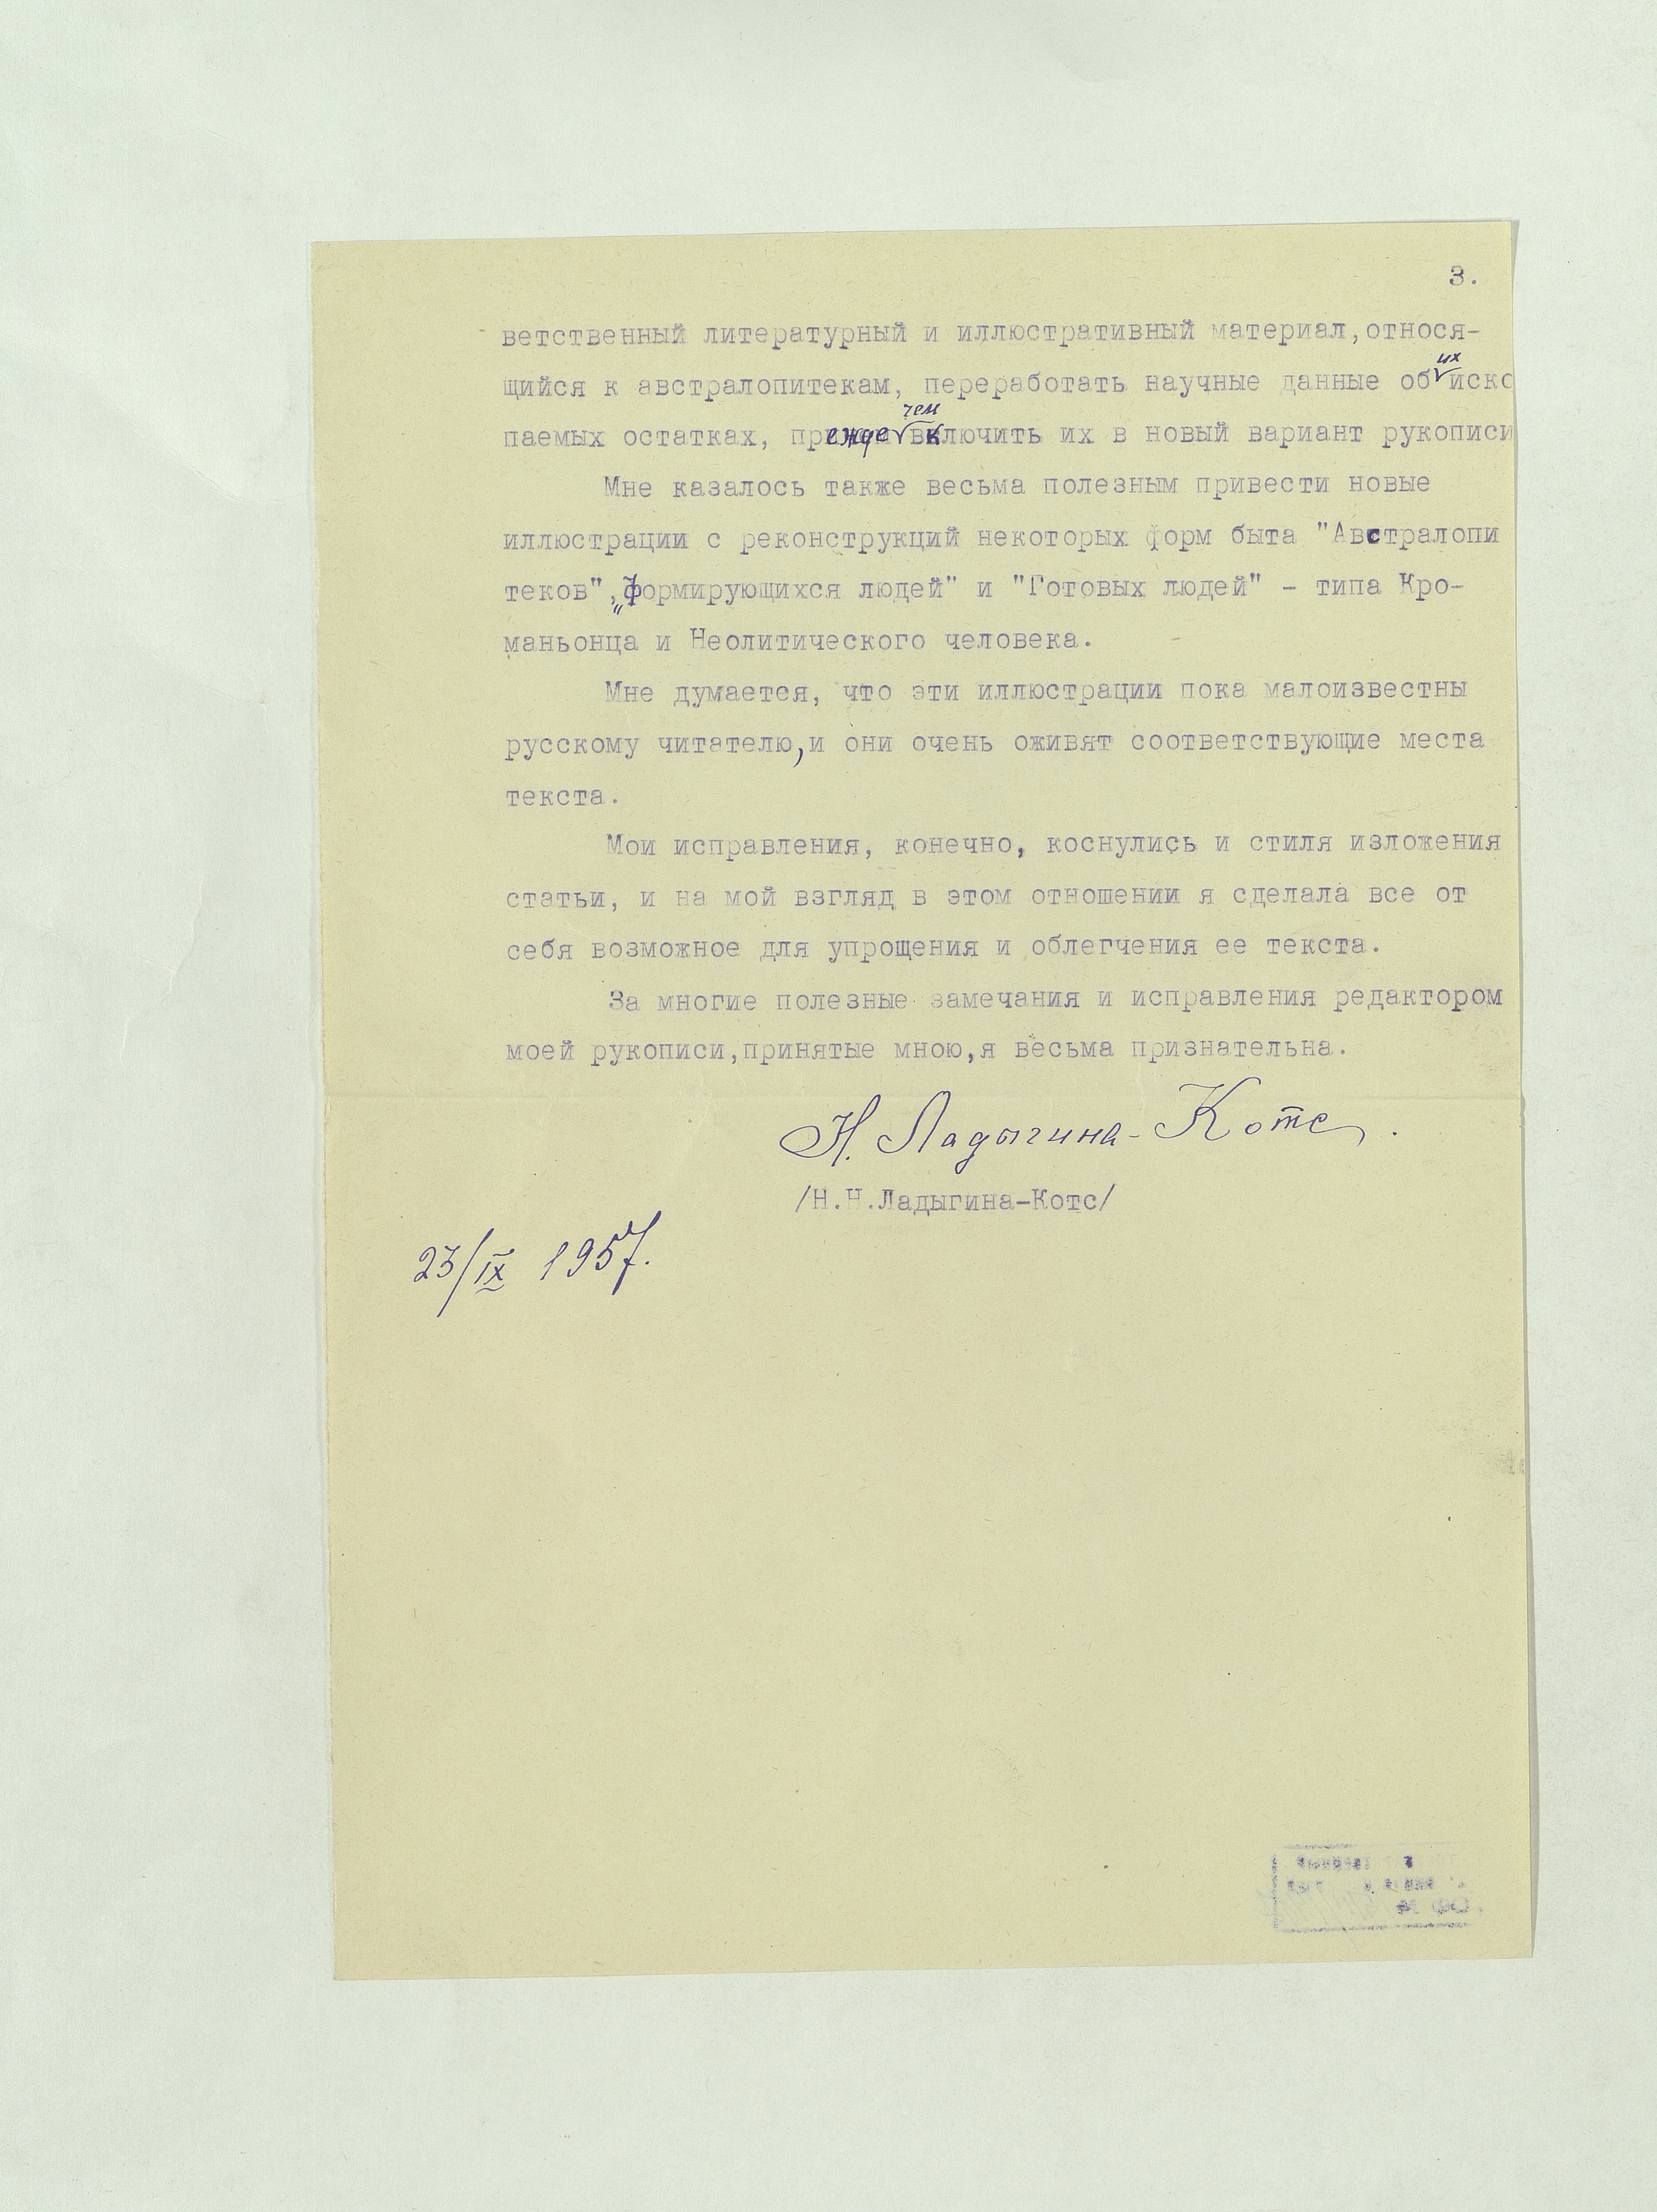 3.
ветственный литературный и иллюстративный материал,относя-
щийся к австралопитекам, переработать научные данные об их иско
паемых остатках, прежде чем включить их в новый вариант рукописи
Мне казалось также весьма полезным привести новые
иллюстрации с реконструкций некоторых форм быта "Австралопи
теков",„формирующихся людей" и "Готовых людей" - типа Кро-
маньонца и Неолитического человека.
Мне думается, что эти иллюстрации пока малоизвестны
русскому читателю,и они очень оживят соответствующие места
текста.
Мои исправления, конечно, коснулись и стиля изложения
статьи, и на мой взгляд в этом отношении я сделала все от
себя возможное для упрощения и облегчения ее текста.
За многие полезные замечания и исправления редактором
моей рукописи,принятые мною,я весьма признательна.
Н. Ладыгина-Котс.
/Н.Н.Ладыгина-Котс/
23/IX 1957.